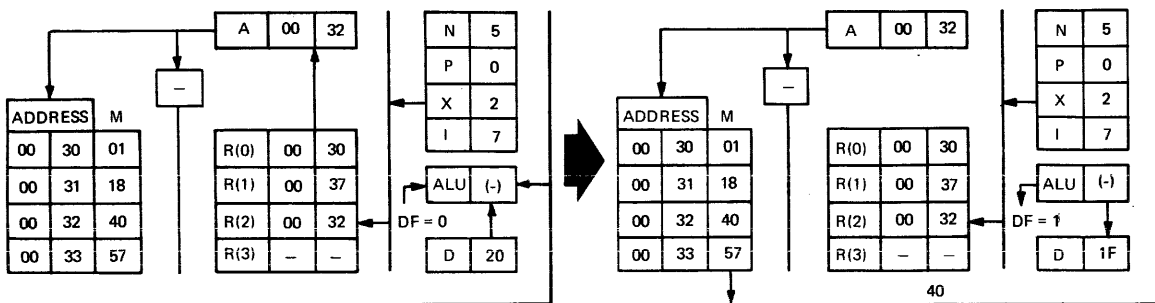 A 00 32
—
ADDRESS M
00 30 01
00 31 18
00 32 40
00 33 57
R(0) 00 30
R(1) 00 37
R(2) 00 32
R(3) – –
N 5
P 0
X 2
I 7
ALU (-)
DF = 0
D 20
A 00 32
—
ADDRESS M
00 30 01
00 31 18
00 32 40
00 33 57
R(0) 00 30
R(1) 00 37
R(2) 00 32
R(3) – –
N 5
P 0
X 2
I 7
ALU (-)
DF = 1
D 1F
40